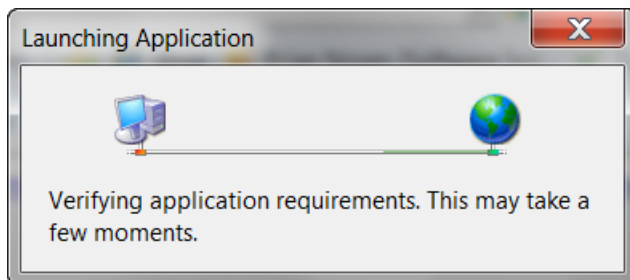 Launching Application
Verifying application requirements. This may take a
few moments.